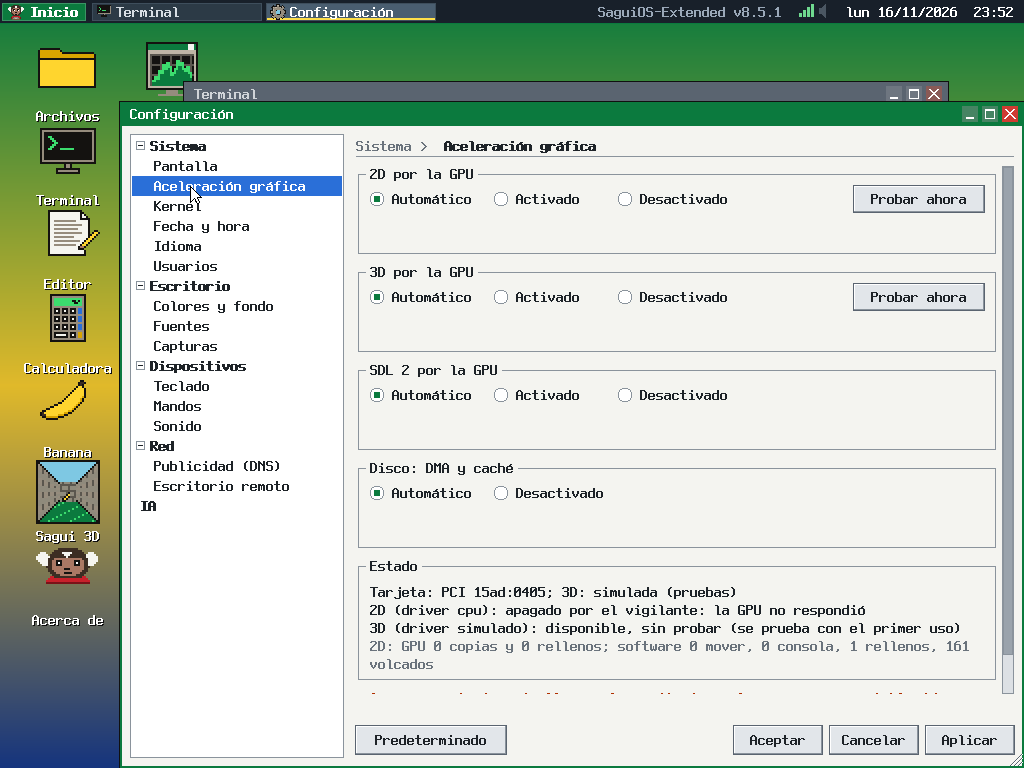 Inicio
Terminal
Configuración
SaguiOS-Extended v8.5.1
lun 16/11/2026 23:52
Archivos
Terminal
Editor
Calculadora
Banana
Sagui 3D
Acerca de
Terminal
Configuración
Sistema
Pantalla
Aceleración gráfica
Kernel
Fecha y hora
Idioma
Usuarios
Escritorio
Colores y fondo
Fuentes
Capturas
Dispositivos
Teclado
Mandos
Sonido
Red
Publicidad (DNS)
Escritorio remoto
IA
Sistema > Aceleración gráfica
2D por la GPU
Automático Activado Desactivado Probar ahora
3D por la GPU
Automático Activado Desactivado Probar ahora
SDL 2 por la GPU
Automático Activado Desactivado
Disco: DMA y caché
Automático Desactivado
Estado
Tarjeta: PCI 15ad:0405; 3D: simulada (pruebas)
2D (driver cpu): apagado por el vigilante: la GPU no respondió
3D (driver simulado): disponible, sin probar (se prueba con el primer uso)
2D: GPU 0 copias y 0 rellenos; software 0 mover, 0 consola, 1 rellenos, 161
volcados
Predeterminado Aceptar Cancelar Aplicar